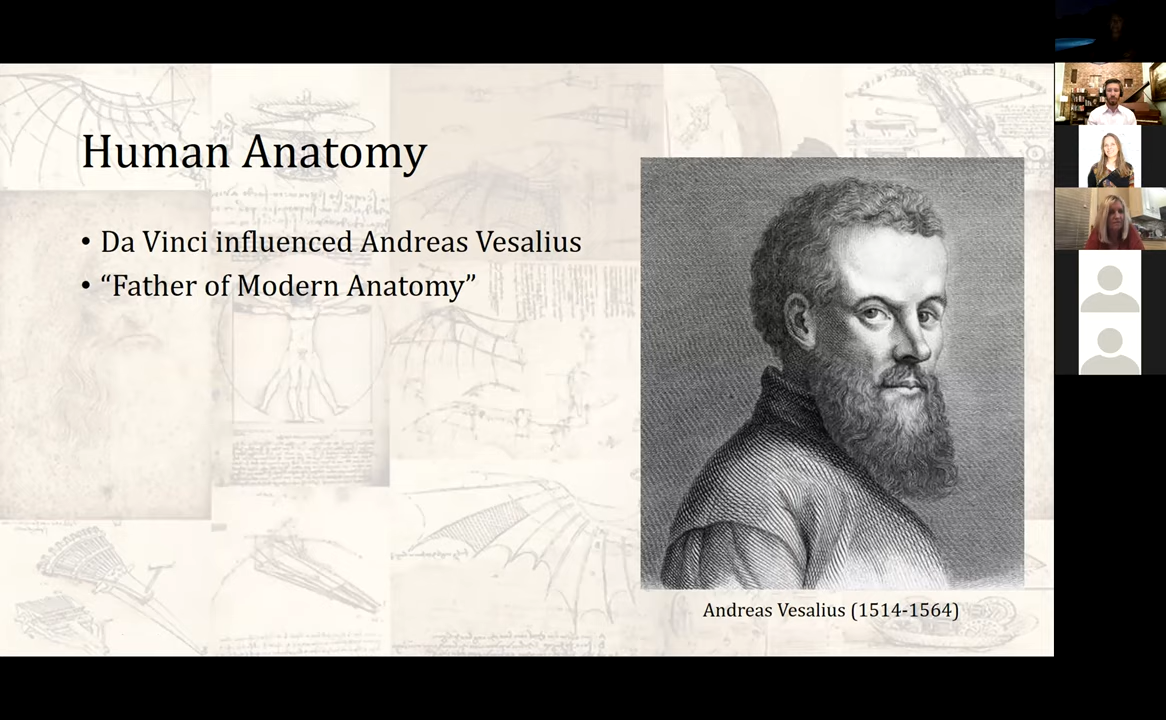 Human Anatomy
• Da Vinci influenced Andreas Vesalius
• “Father of Modern Anatomy”
Andreas Vesalius (1514-1564)